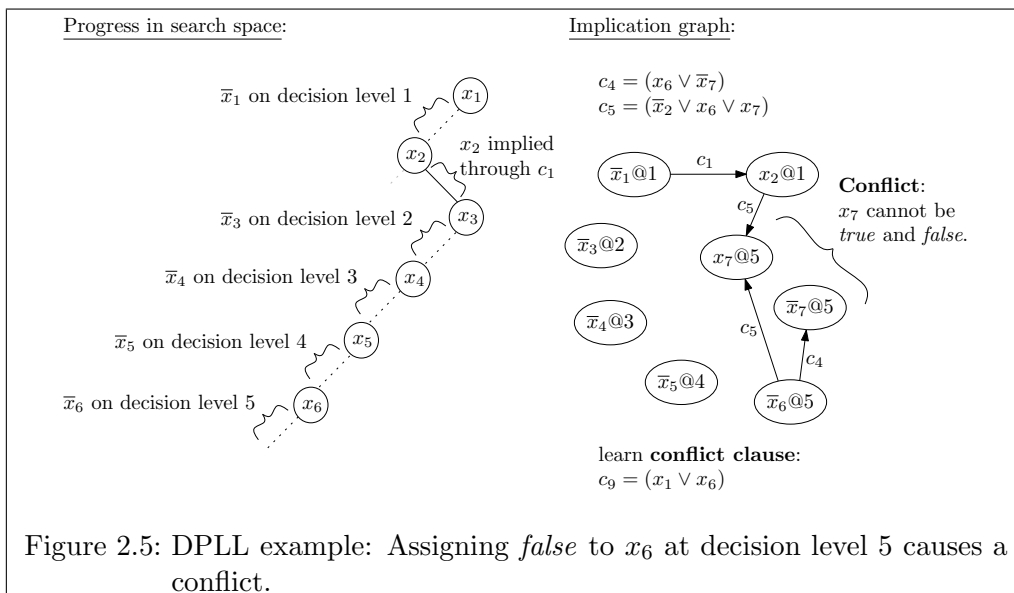 Progress in search space:
x̅₁ on decision level 1
x₁
x₂
x₂ implied
through c₁
x̅₃ on decision level 2
x₃
x̅₄ on decision level 3
x₄
x̅₅ on decision level 4
x₅
x̅₆ on decision level 5
x₆
Implication graph:
c₄ = (x₆ ∨ x̅₇)
c₅ = (x̅₂ ∨ x₆ ∨ x₇)
x̅₁@1
c₁
x₂@1
Conflict:
x₇ cannot be
true and false.
c₅
x̅₃@2
x₇@5
x̅₇@5
x̅₄@3
c₅
c₄
x̅₅@4
x̅₆@5
learn conflict clause:
c₉ = (x₁ ∨ x₆)
Figure 2.5: DPLL example: Assigning false to x₆ at decision level 5 causes a
conflict.